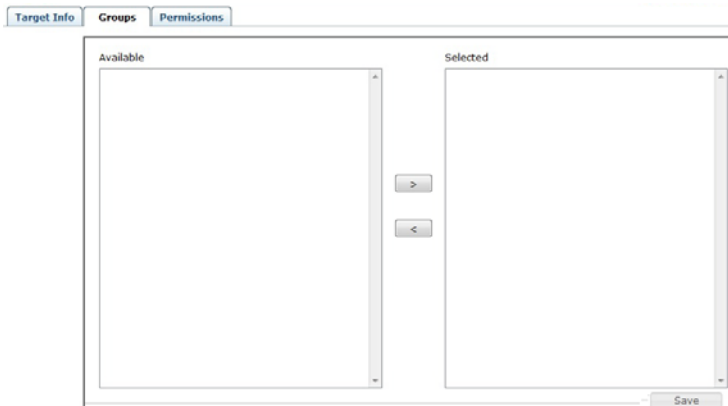 Target Info Groups Permissions
Available Selected
>
<
Save